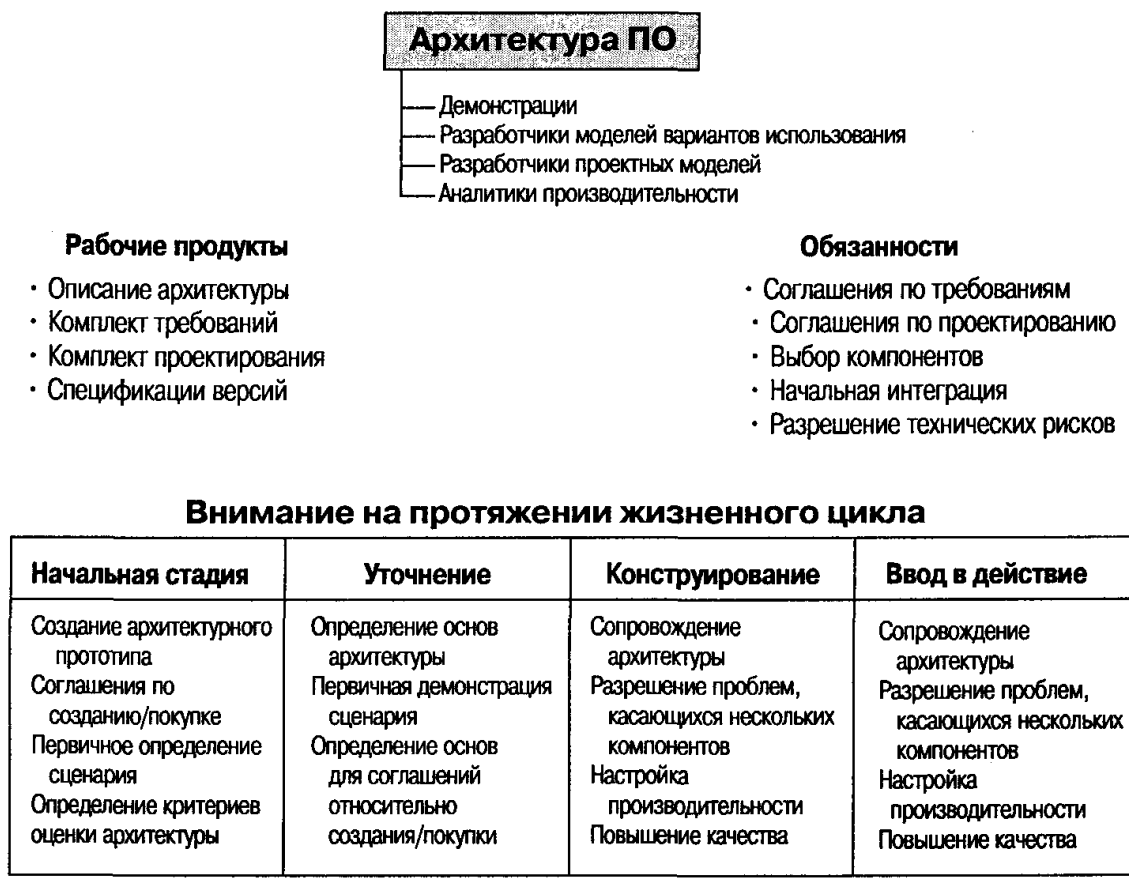 Архитектура ПО
Демонстрации
Разработчики моделей вариантов использования
Разработчики проектных моделей
Аналитики производительности
Рабочие продукты
· Описание архитектуры
· Комплект требований
· Комплект проектирования
· Спецификации версий
Обязанности
· Соглашения по требованиям
· Соглашения по проектированию
· Выбор компонентов
· Начальная интеграция
· Разрешение технических рисков
Внимание на протяжении жизненного цикла
Начальная стадия
Создание архитектурного
прототипа
Соглашения по
созданию/покупке
Первичное определение
сценария
Определение критериев
оценки архитектуры
Уточнение
Определение основ
архитектуры
Первичная демонстрация
сценария
Определение основ
для соглашений
относительно
создания/покупки
Конструирование
Сопровождение
архитектуры
Разрешение проблем,
касающихся нескольких
компонентов
Настройка
производительности
Повышение качества
Ввод в действие
Сопровождение
архитектуры
Разрешение проблем,
касающихся нескольких
компонентов
Настройка
производительности
Повышение качества